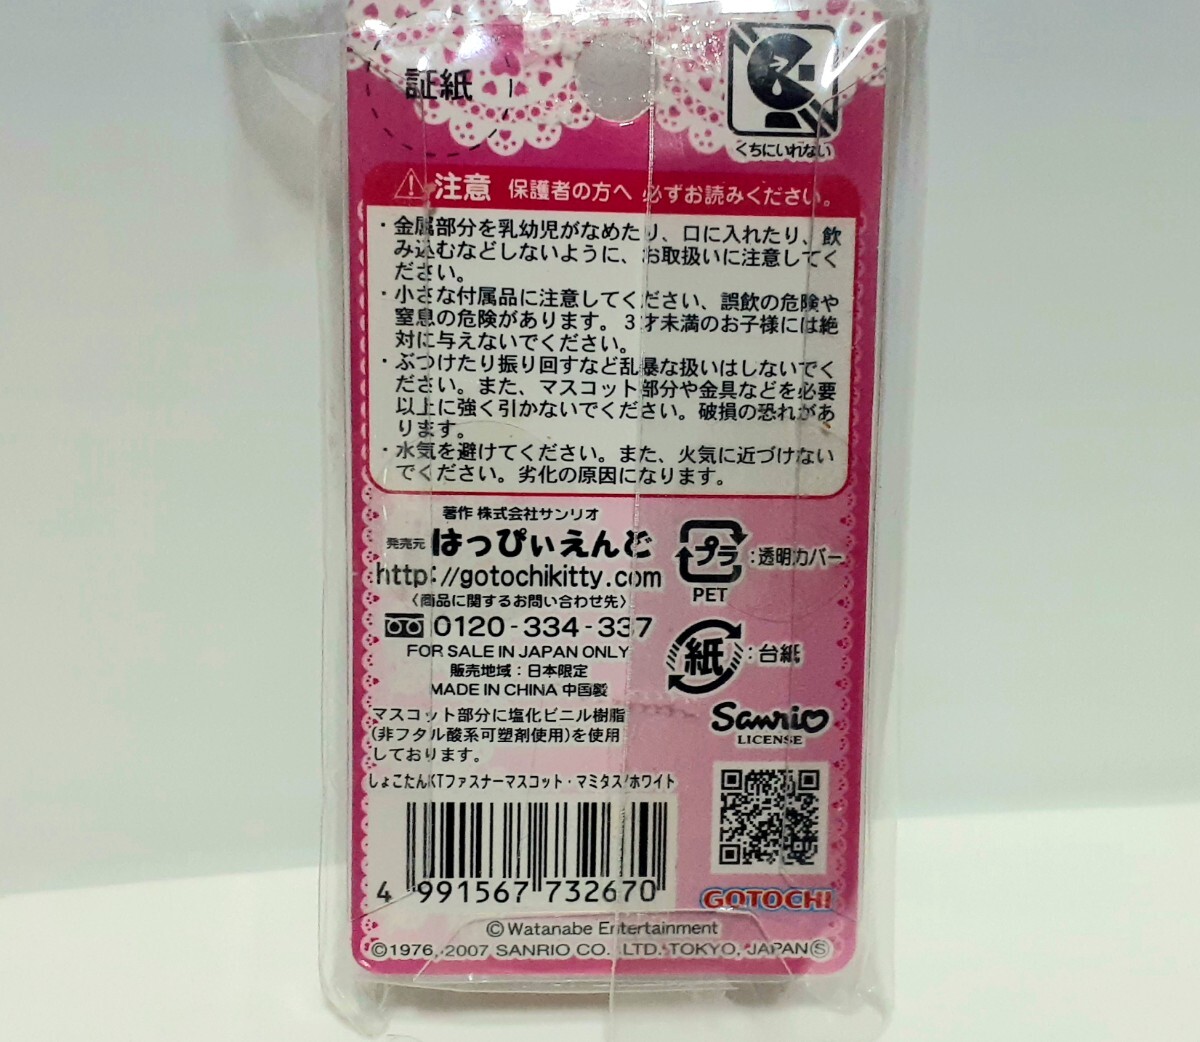 証紙
くちにいれない
注意 保護者の方へ 必ずお読みください。
・金属部分を乳幼児がなめたり、口に入れたり、飲
み込むなどしないように、お取扱いに注意してく
ださい。
・小さな付属品に注意してください、誤飲の危険や
窒息の危険があります。３才未満のお子様には絶
対に与えないでください。
・ぶつけたり振り回すなど乱暴な扱いはしないでく
ださい。また、マスコット部分や金具などを必要
以上に強く引かないでください。破損の恐れがあ
ります。
・水気を避けてください。また、火気に近づけない
でください。劣化の原因になります。
著作 株式会社サンリオ
発売元 はっぴぃえんど
http://gotochikitty.com
〈商品に関するお問い合わせ先〉
0120-334-337
FOR SALE IN JAPAN ONLY
販売地域：日本限定
MADE IN CHINA 中国製
マスコット部分に塩化ビニル樹脂
(非フタル酸系可塑剤使用)を使用
しております。
プラ：透明カバー
PET
紙：台紙
Sanrio
LICENSE
しょこたんKTファスナーマスコット・マミタス/ホワイト
4 991567 732670
GOTOCHI
©Watanabe Entertainment
©1976, 2007 SANRIO CO., LTD. TOKYO, JAPAN Ⓢ